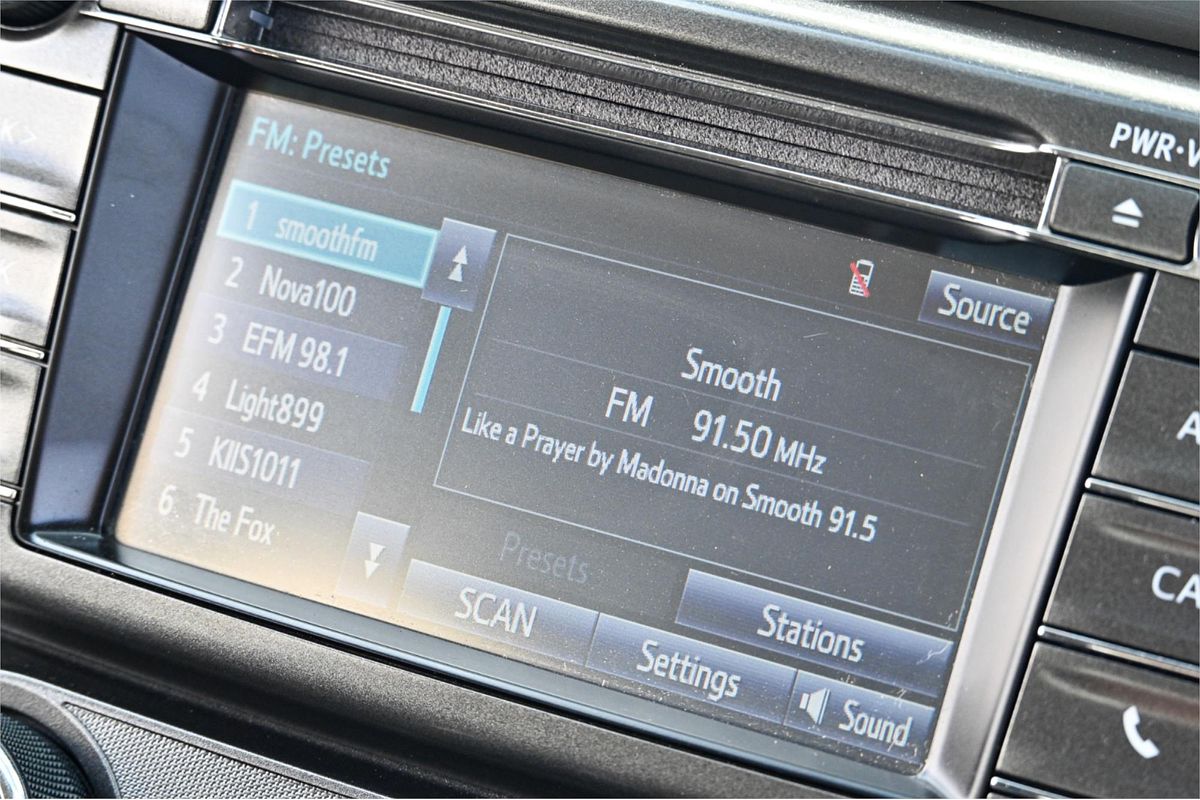 PWR·V
FM: Presets
1 smoothfm
2 Nova100
3 EFM 98.1
4 Light899
5 KIIS1011
6 The Fox
Source
Smooth
FM 91.50 MHz
Like a Prayer by Madonna on Smooth 91.5
Presets
SCAN
Stations
Settings
Sound
A
CA
K>